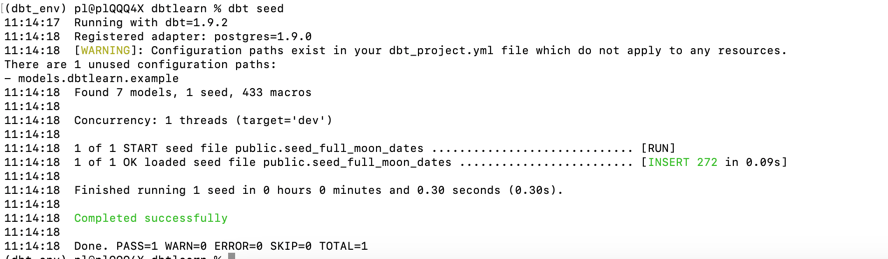 (dbt_env) pl@plQQQ4X dbtlearn % dbt seed
11:14:17  Running with dbt=1.9.2
11:14:18  Registered adapter: postgres=1.9.0
11:14:18  [WARNING]: Configuration paths exist in your dbt_project.yml file which do not apply to any resources.
There are 1 unused configuration paths:
- models.dbtlearn.example
11:14:18  Found 7 models, 1 seed, 433 macros
11:14:18
11:14:18  Concurrency: 1 threads (target='dev')
11:14:18
11:14:18  1 of 1 START seed file public.seed_full_moon_dates ............................. [RUN]
11:14:18  1 of 1 OK loaded seed file public.seed_full_moon_dates ......................... [INSERT 272 in 0.09s]
11:14:18
11:14:18  Finished running 1 seed in 0 hours 0 minutes and 0.30 seconds (0.30s).
11:14:18
11:14:18  Completed successfully
11:14:18
11:14:18  Done. PASS=1 WARN=0 ERROR=0 SKIP=0 TOTAL=1
(dbt_env) pl@plQQQ4X dbtlearn %